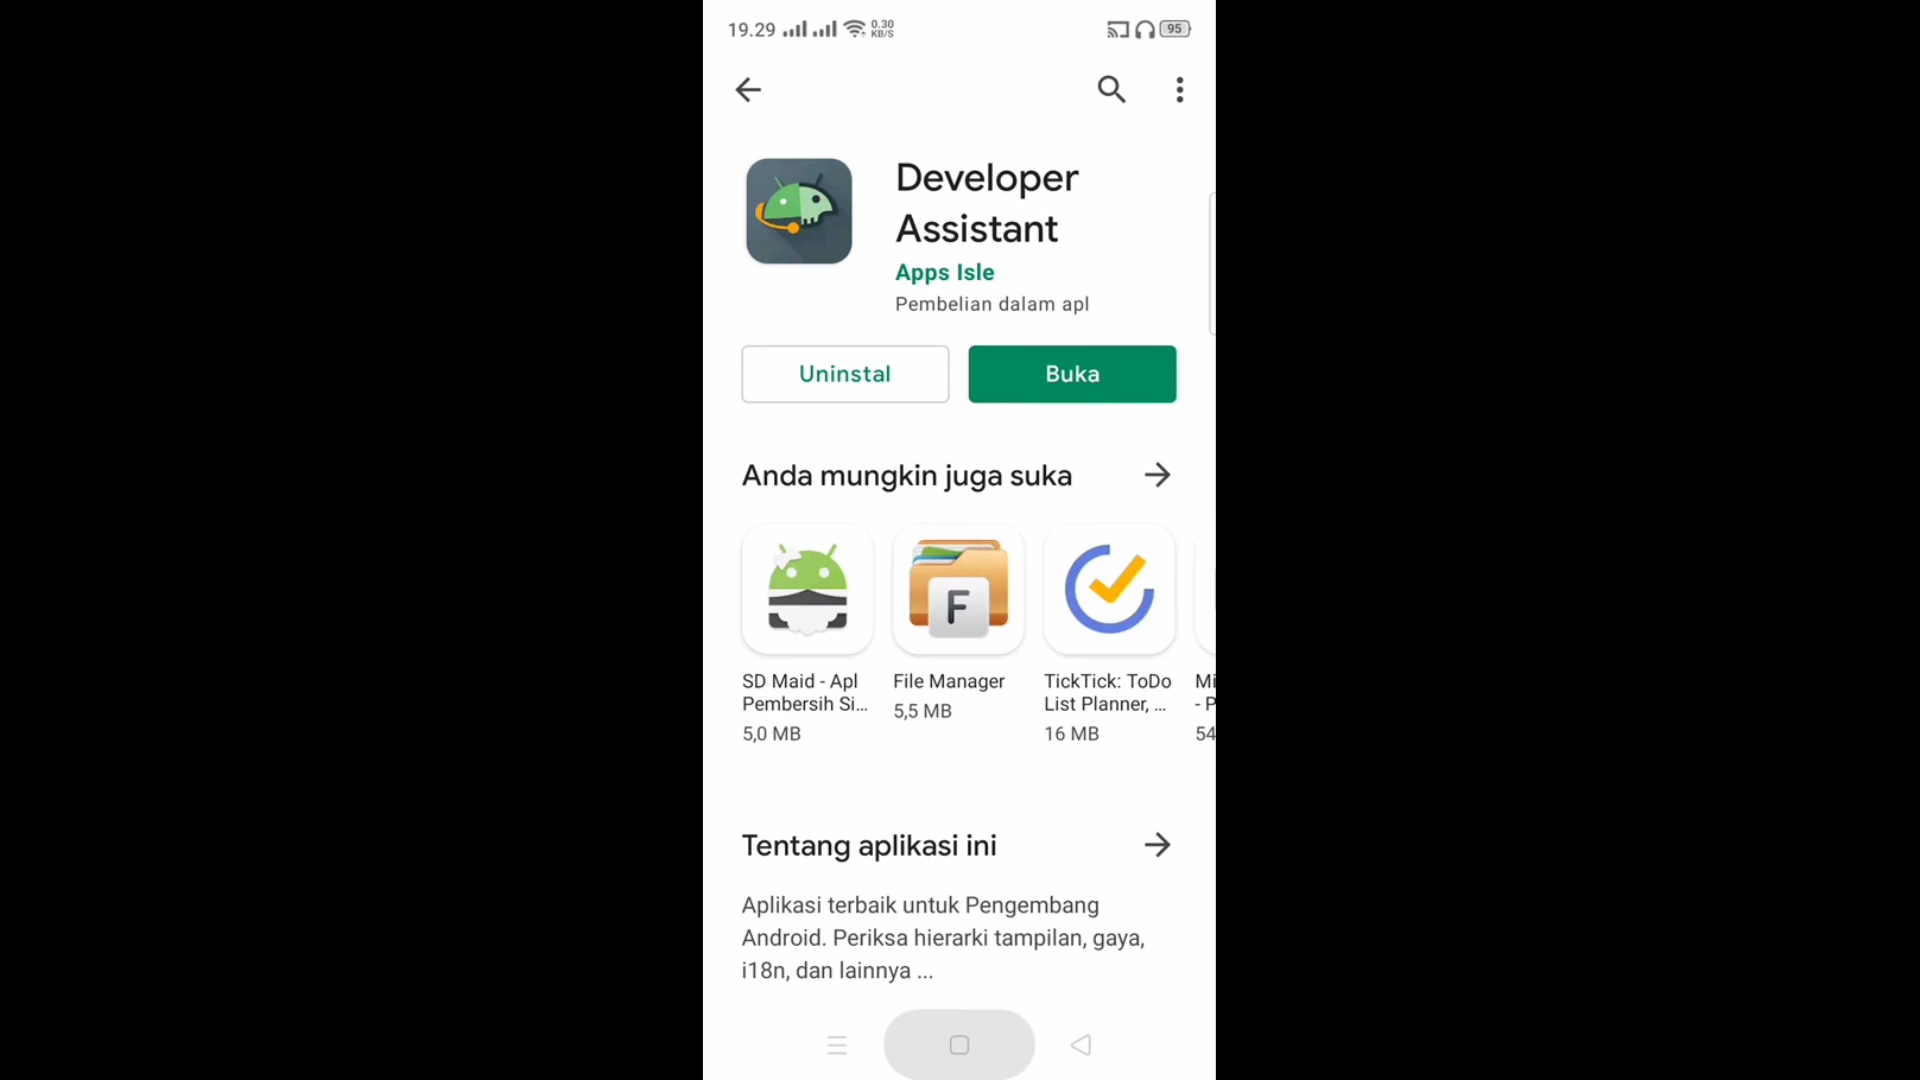 19.29 0.30 KB/S 95
Developer
Assistant
Apps Isle
Pembelian dalam apl
Uninstal Buka
Anda mungkin juga suka
F
SD Maid - Apl
Pembersih Si...
5,0 MB
File Manager
5,5 MB
TickTick: ToDo
List Planner, ...
16 MB
Mi
- P
54
Tentang aplikasi ini
Aplikasi terbaik untuk Pengembang
Android. Periksa hierarki tampilan, gaya,
i18n, dan lainnya ...